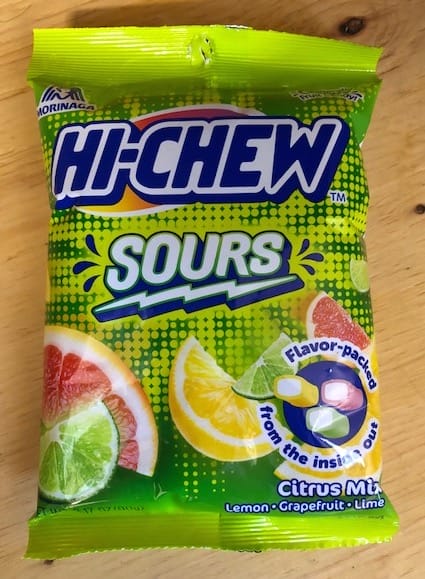 MORINAGA
HI-CHEW
TM
SOURS
Flavor-packed
from the inside out
Citrus Mix
Lemon • Grapefruit • Lime